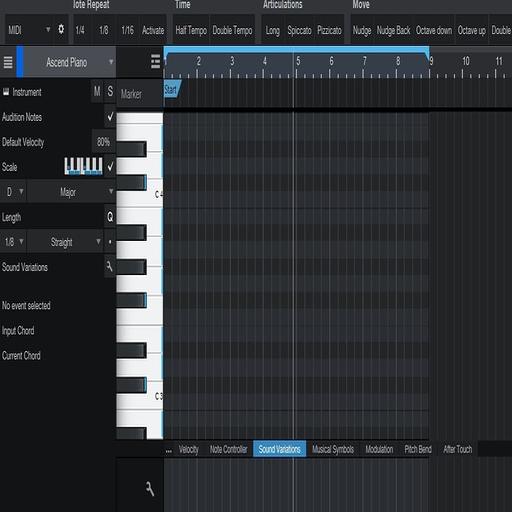 lote Repeat Time Articulations Move
MIDI 1/4 1/8 1/16 Activate Half Tempo Double Tempo Long Spiccato Pizzicato Nudge Nudge Back Octave down Octave up Double
Ascend Piano 2 3 4 5 6 7 8 9 10 11
Instrument M S Marker Start
Audition Notes
Default Velocity 80%
Scale
D Major C 4
Length Q
1/8 Straight
Sound Variations
No event selected
Input Chord
Current Chord
C 3
... Velocity Note Controller Sound Variations Musical Symbols Modulation Pitch Bend After Touch